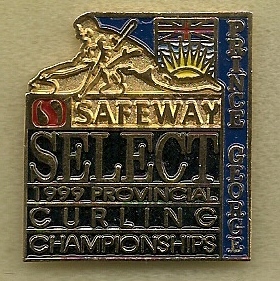 S SAFEWAY
SELECT
1999 PROVINCIAL
CURLING
CHAMPIONSHIPS
PRINCE GEORGE